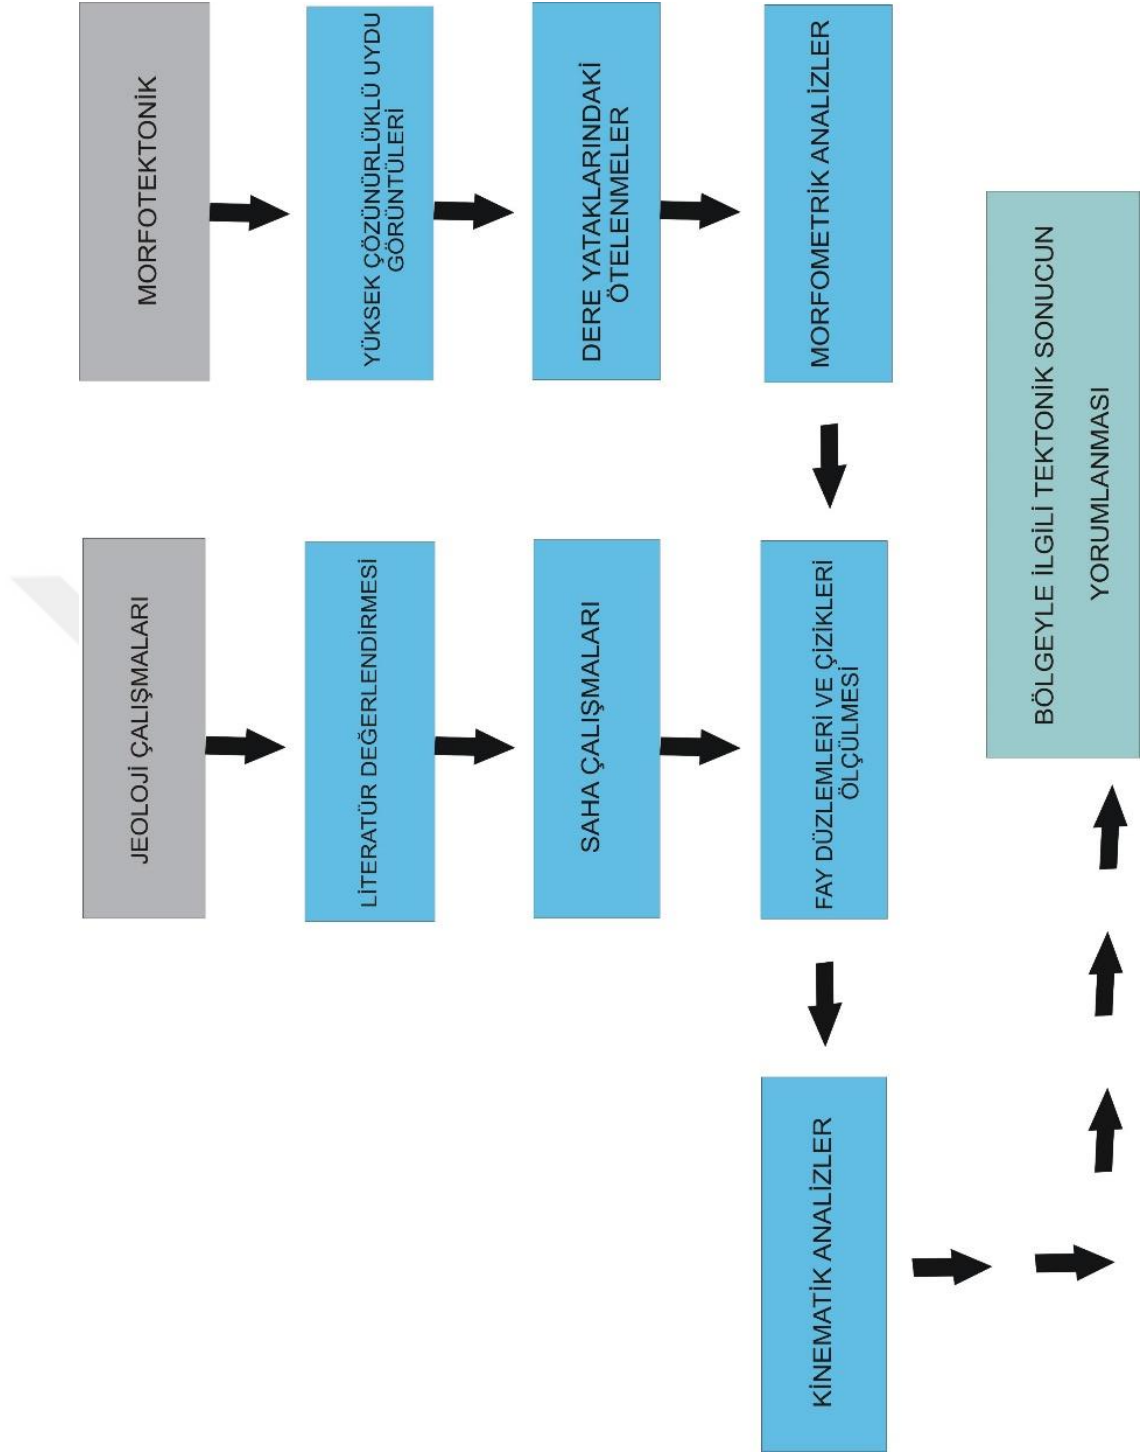 JEOLOJİ ÇALIŞMALARI
LİTERATÜR DEĞERLENDİRMESİ
SAHA ÇALIŞMALARI
FAY DÜZLEMLERİ VE ÇİZİKLERİ
ÖLÇÜLMESİ
MORFOTEKTONİK
YÜKSEK ÇÖZÜNÜRLÜKLÜ UYDU
GÖRÜNTÜLERİ
DERE YATAKLARINDAKİ
ÖTELENMELER
MORFOMETRİK ANALİZLER
KİNEMATİK ANALİZLER
BÖLGEYLE İLGİLİ TEKTONİK SONUCUN
YORUMLANMASI